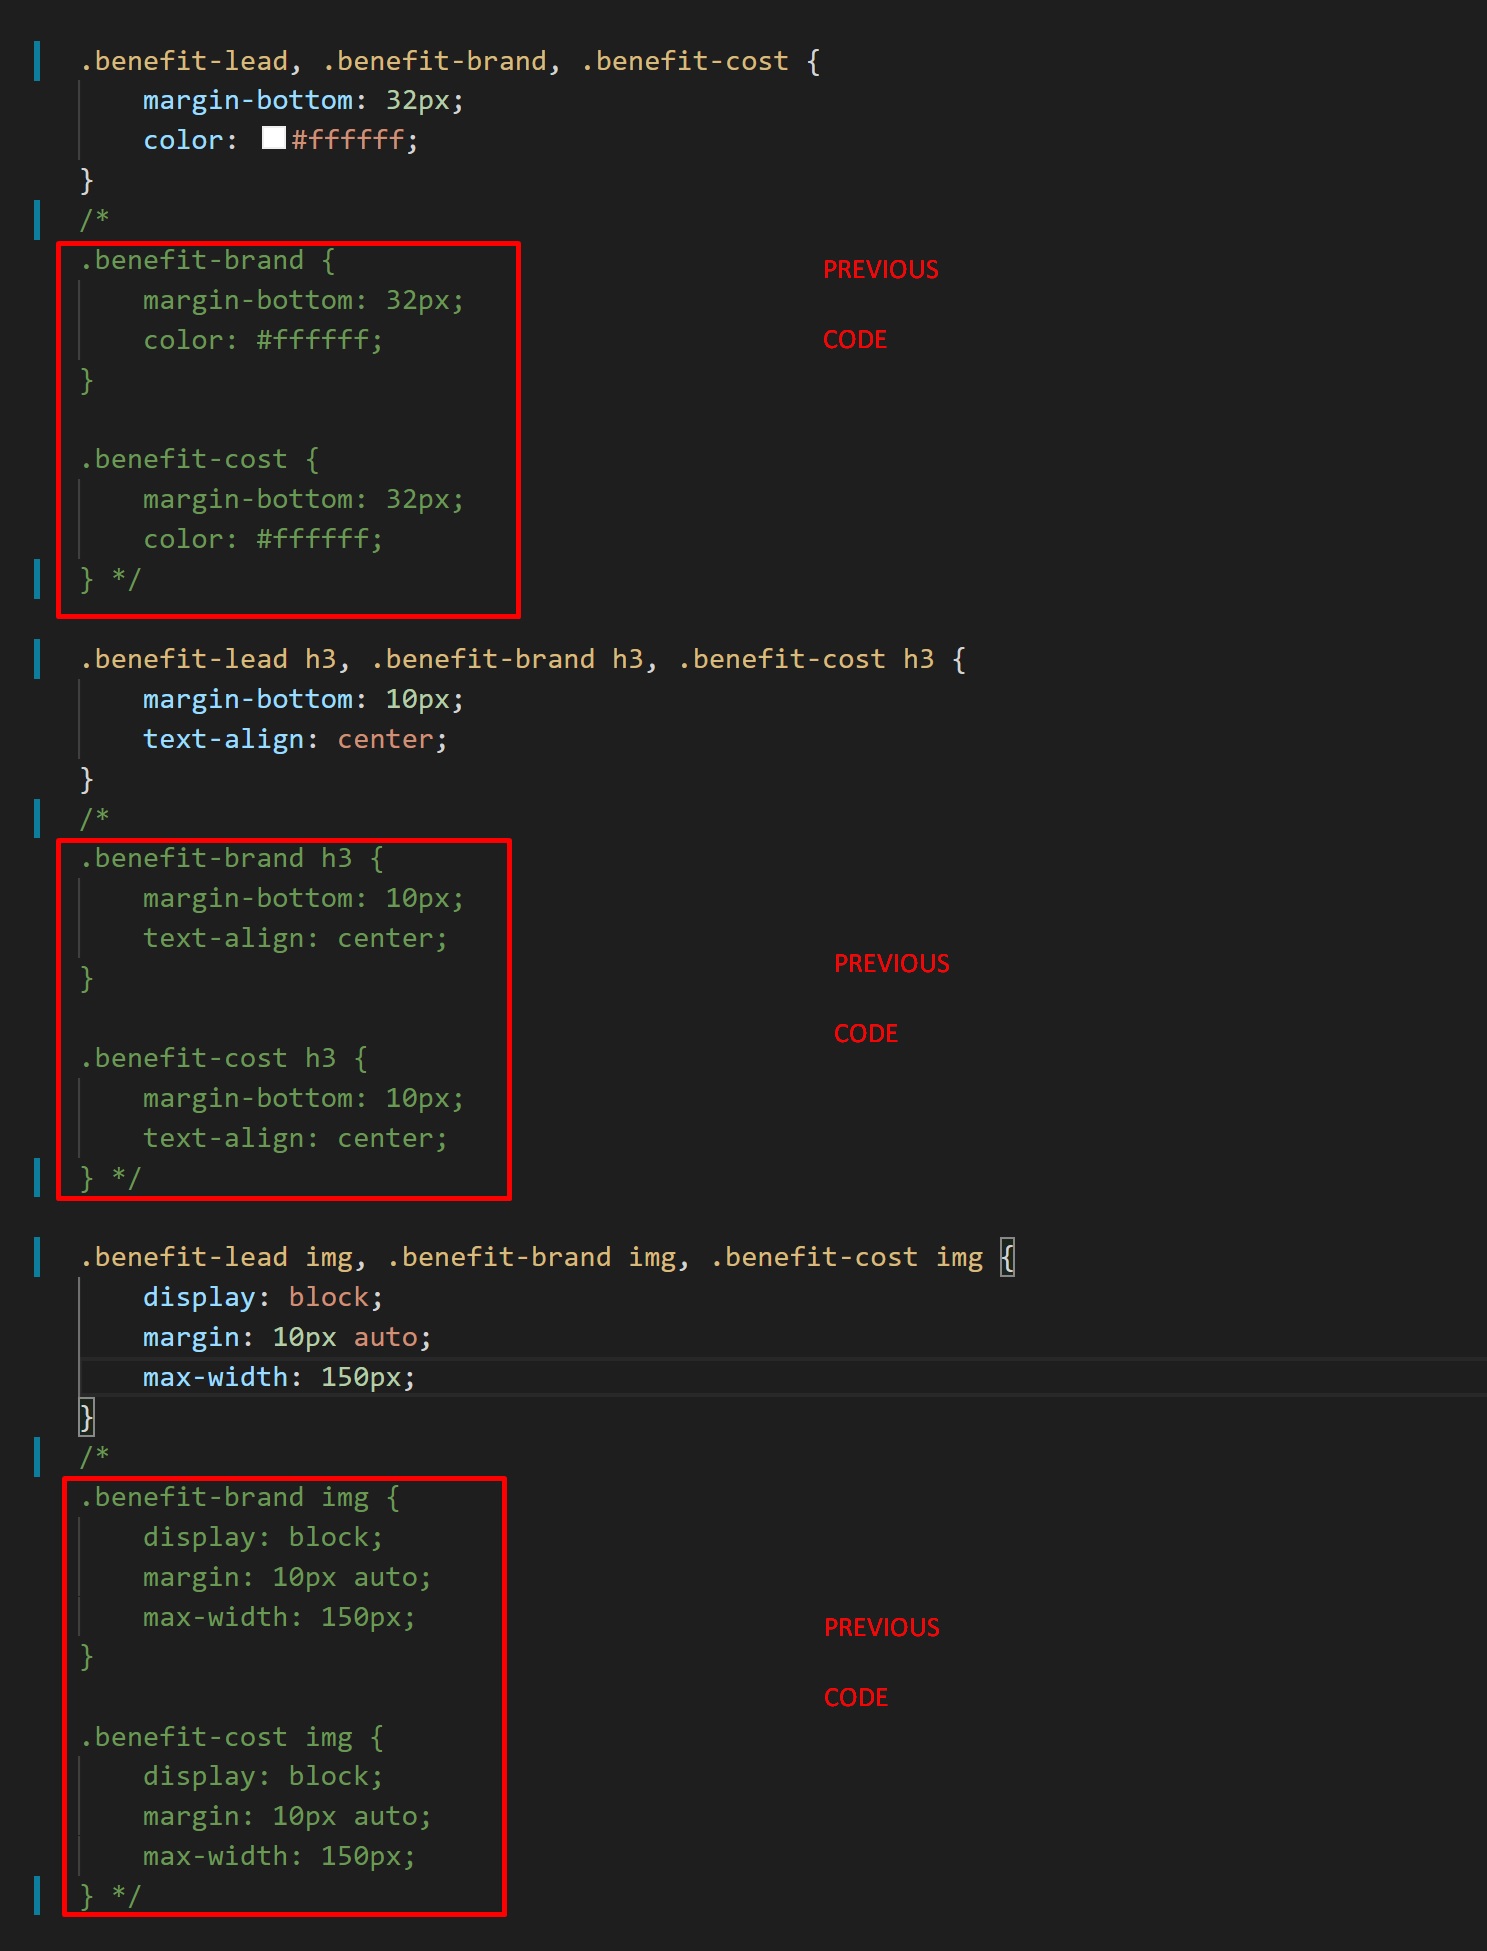 .benefit-lead, .benefit-brand, .benefit-cost {
    margin-bottom: 32px;
    color: #ffffff;
}
/*
.benefit-brand {
PREVIOUS
    margin-bottom: 32px;
    color: #ffffff;
CODE
}

.benefit-cost {
    margin-bottom: 32px;
    color: #ffffff;
} */

.benefit-lead h3, .benefit-brand h3, .benefit-cost h3 {
    margin-bottom: 10px;
    text-align: center;
}
/*
.benefit-brand h3 {
    margin-bottom: 10px;
    text-align: center;
}
PREVIOUS
CODE

.benefit-cost h3 {
    margin-bottom: 10px;
    text-align: center;
} */

.benefit-lead img, .benefit-brand img, .benefit-cost img {
    display: block;
    margin: 10px auto;
    max-width: 150px;
}
/*
.benefit-brand img {
    display: block;
    margin: 10px auto;
    max-width: 150px;
PREVIOUS
}
CODE

.benefit-cost img {
    display: block;
    margin: 10px auto;
    max-width: 150px;
} */